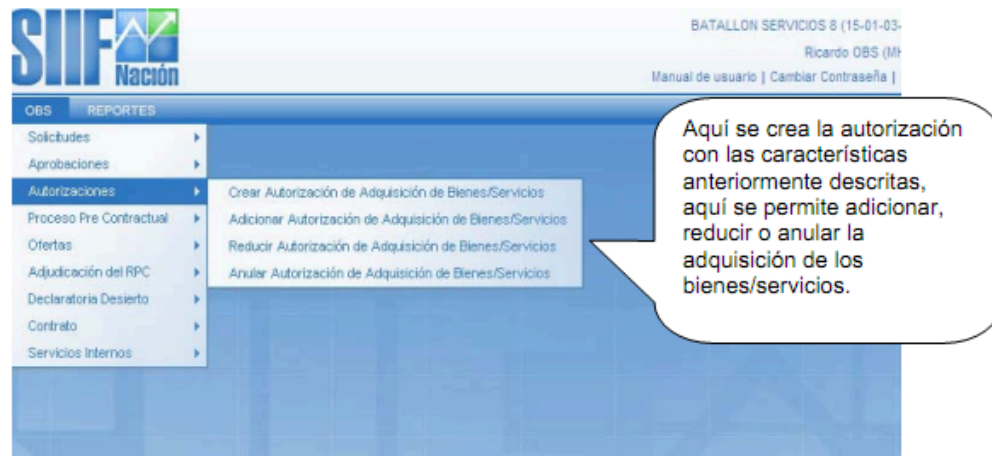 SIIF
Nación
BATALLON SERVICIOS 8 (15-01-03-
Ricardo OBS (MH
Manual de usuario | Cambiar Contraseña |
OBS REPORTES
Solicitudes
Aprobaciones
Autorizaciones
Proceso Pre Contractual
Ofertas
Adjudicación del RPC
Declaratoria Desierto
Contrato
Servicios Internos
Crear Autorización de Adquisición de Bienes/Servicios
Adicionar Autorización de Adquisición de Bienes/Servicios
Reducir Autorización de Adquisición de Bienes/Servicios
Anular Autorización de Adquisición de Bienes/Servicios
Aquí se crea la autorización
con las características
anteriormente descritas,
aquí se permite adicionar,
reducir o anular la
adquisición de los
bienes/servicios.